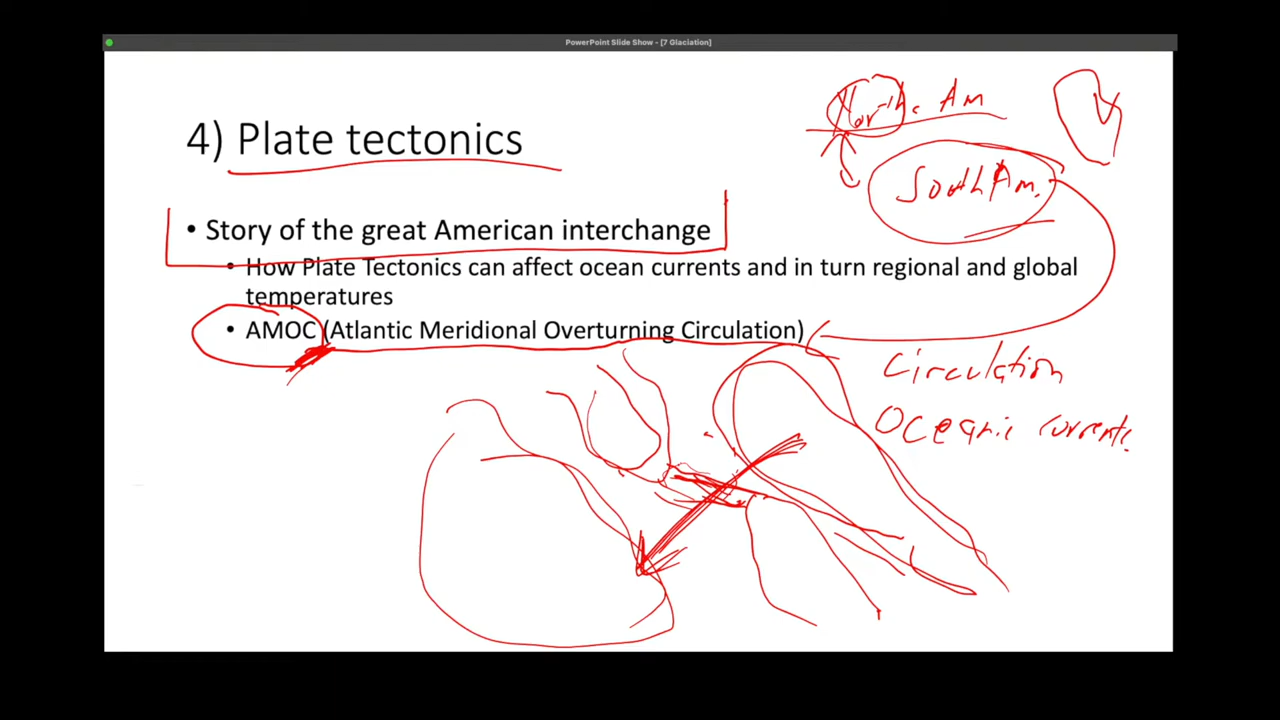 PowerPoint Slide Show - [7 Glaciation]
North. Am
4) Plate tectonics
South Am.
• Story of the great American interchange
• How Plate Tectonics can affect ocean currents and in turn regional and global
temperatures
• AMOC (Atlantic Meridional Overturning Circulation)
Circulation
Oceanic currents